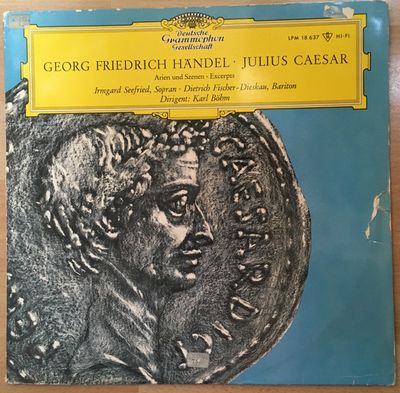 Deutsche
Grammophon
Gesellschaft
LPM 18 637 HI-FI
GEORG FRIEDRICH HÄNDEL · JULIUS CAESAR
Arien und Szenen · Excerpts
Irmgard Seefried, Sopran · Dietrich Fischer-Dieskau, Bariton
Dirigent: Karl Böhm
CAESAR·DI